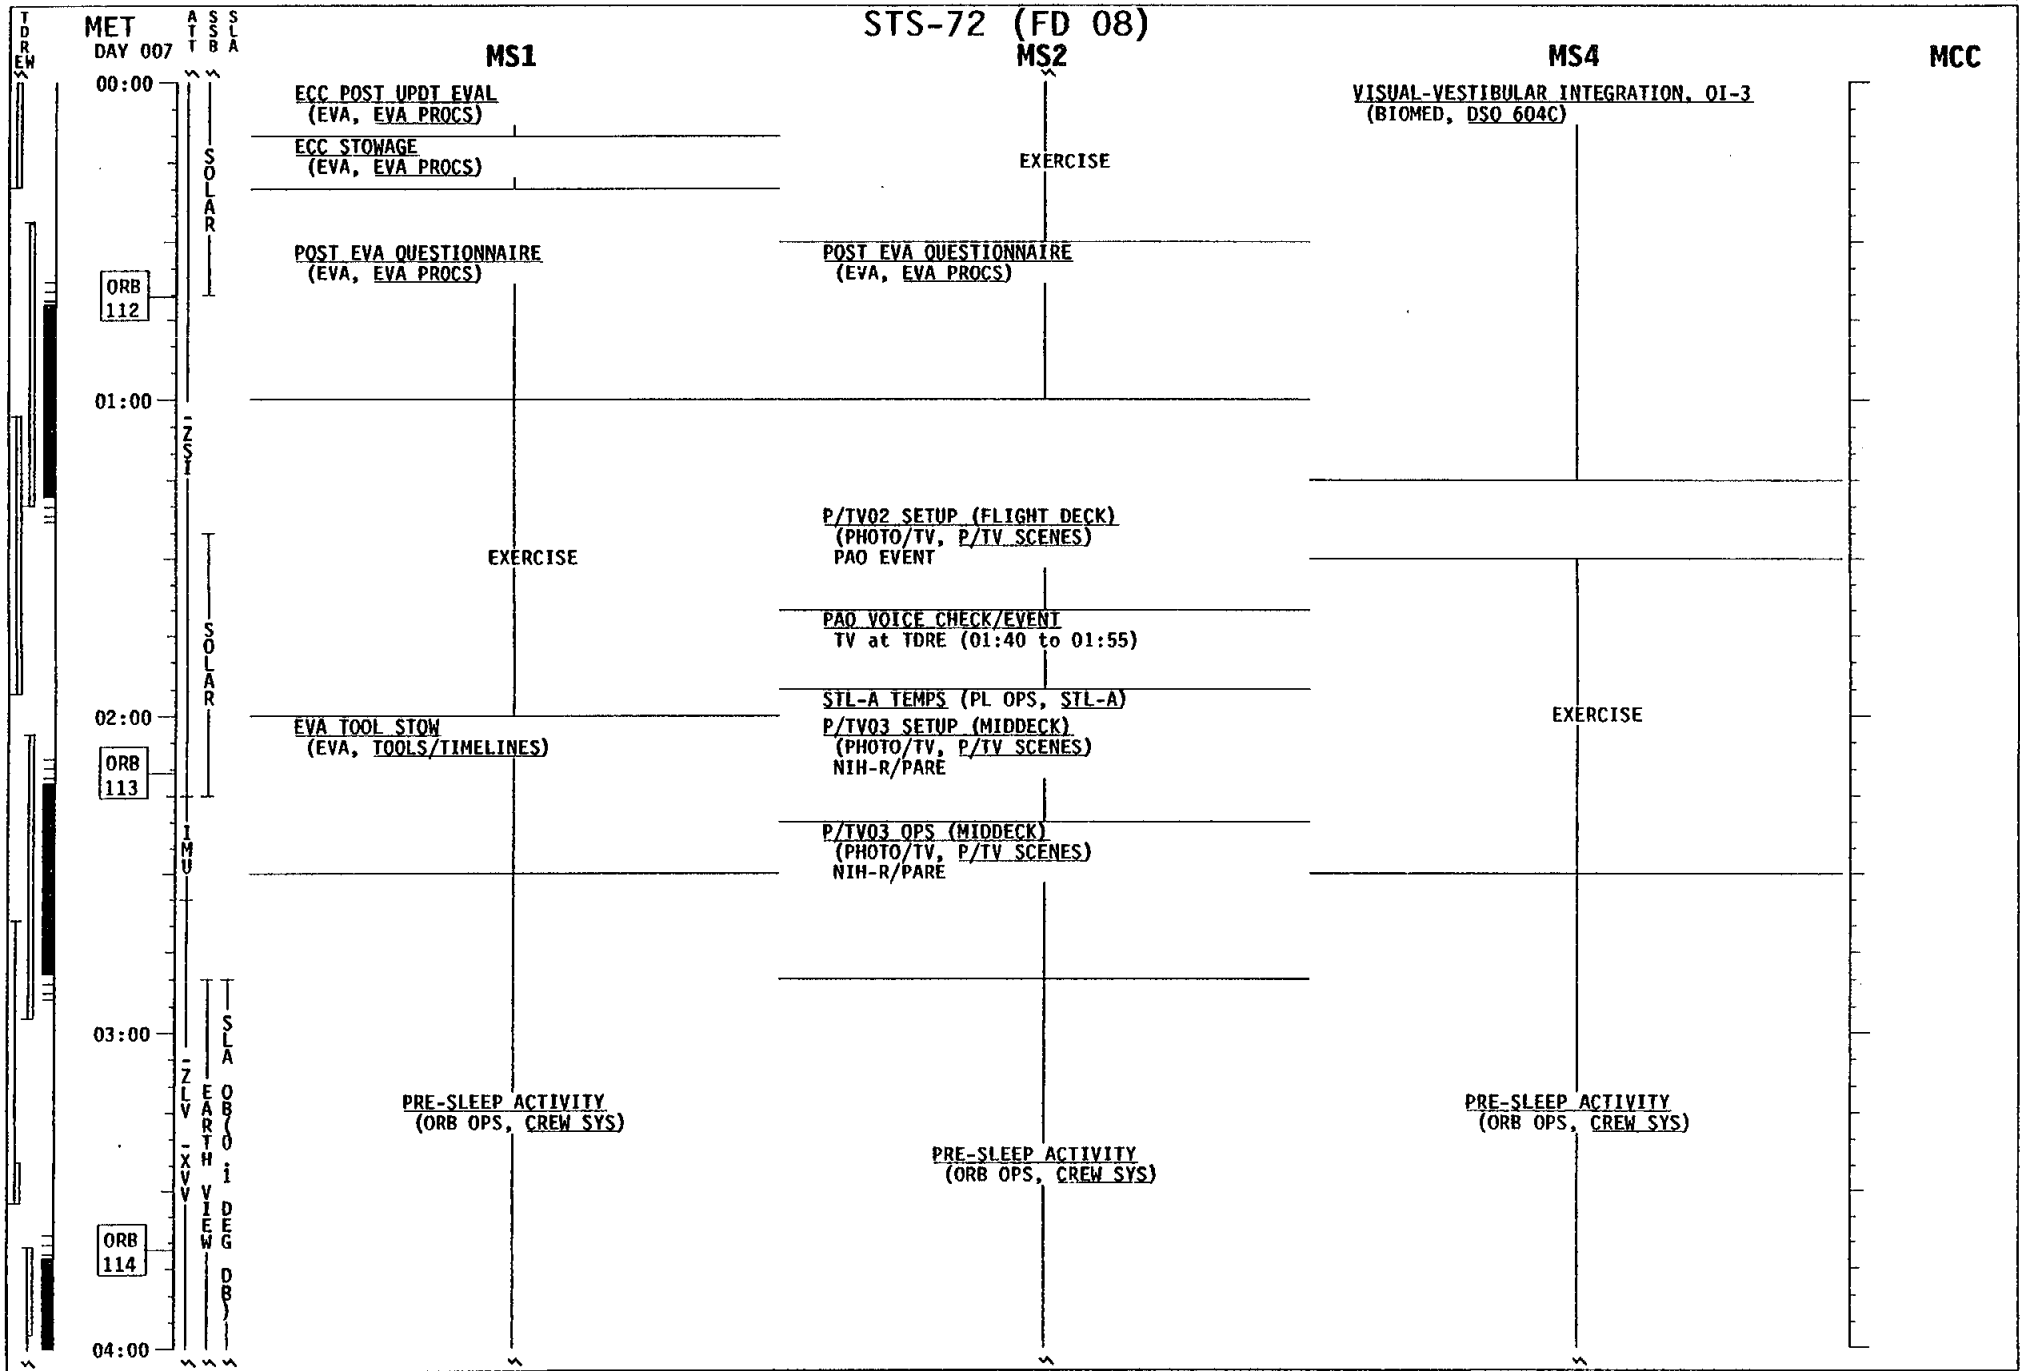 STS-72 (FD 08)
TDREW
MET
DAY 007
ATT
SSB
SLA
MS1
MS2
MS4
MCC
00:00
01:00
02:00
03:00
04:00
ORB
112
ORB
113
ORB
114
-ZSI
IMU
-ZLV -XVV
SOLAR
SOLAR
EARTH VIEW
SLA OB(0 1 DEG DB)
ECC POST UPDT EVAL
(EVA, EVA PROCS)
ECC STOWAGE
(EVA, EVA PROCS)
POST EVA QUESTIONNAIRE
(EVA, EVA PROCS)
EXERCISE
EVA TOOL STOW
(EVA, TOOLS/TIMELINES)
PRE-SLEEP ACTIVITY
(ORB OPS, CREW SYS)
EXERCISE
POST EVA QUESTIONNAIRE
(EVA, EVA PROCS)
P/TV02 SETUP (FLIGHT DECK)
(PHOTO/TV, P/TV SCENES)
PAO EVENT
PAO VOICE CHECK/EVENT
TV at TDRE (01:40 to 01:55)
STL-A TEMPS (PL OPS, STL-A)
P/TV03 SETUP (MIDDECK)
(PHOTO/TV, P/TV SCENES)
NIH-R/PARE
P/TV03 OPS (MIDDECK)
(PHOTO/TV, P/TV SCENES)
NIH-R/PARE
PRE-SLEEP ACTIVITY
(ORB OPS, CREW SYS)
VISUAL-VESTIBULAR INTEGRATION, OI-3
(BIOMED, DSO 604C)
EXERCISE
PRE-SLEEP ACTIVITY
(ORB OPS, CREW SYS)